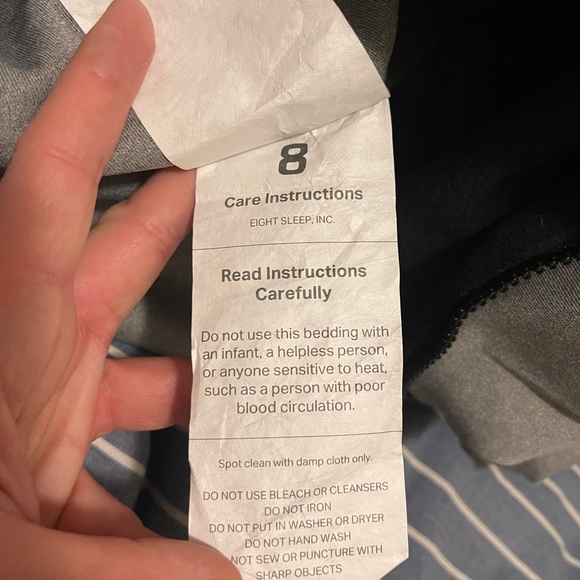 8
Care Instructions
EIGHT SLEEP, INC.
Read Instructions
Carefully
Do not use this bedding with
an infant, a helpless person,
or anyone sensitive to heat,
such as a person with poor
blood circulation.
Spot clean with damp cloth only.
DO NOT USE BLEACH OR CLEANSERS
DO NOT IRON
DO NOT PUT IN WASHER OR DRYER
DO NOT HAND WASH
NOT SEW OR PUNCTURE WITH
SHARP OBJECTS